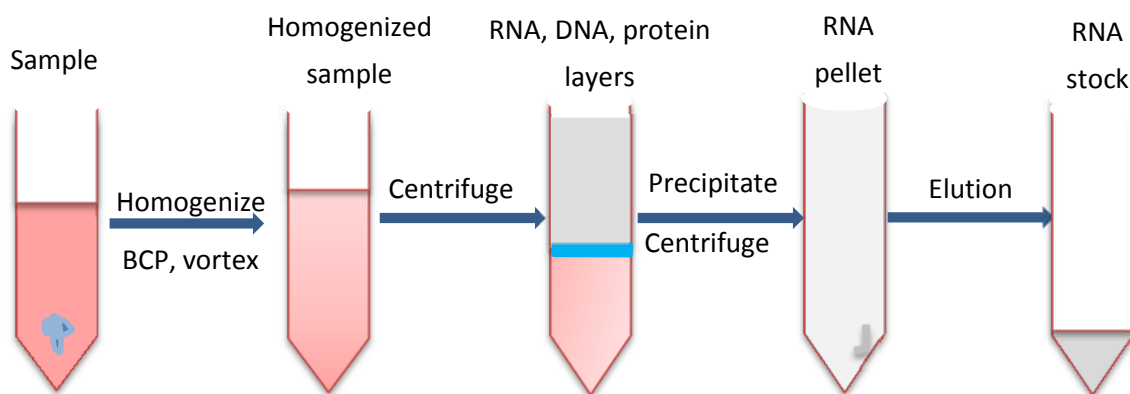 Sample
Homogenized
sample
RNA, DNA, protein
layers
RNA
pellet
RNA
stock
Homogenize
BCP, vortex
Centrifuge
Precipitate
Centrifuge
Elution